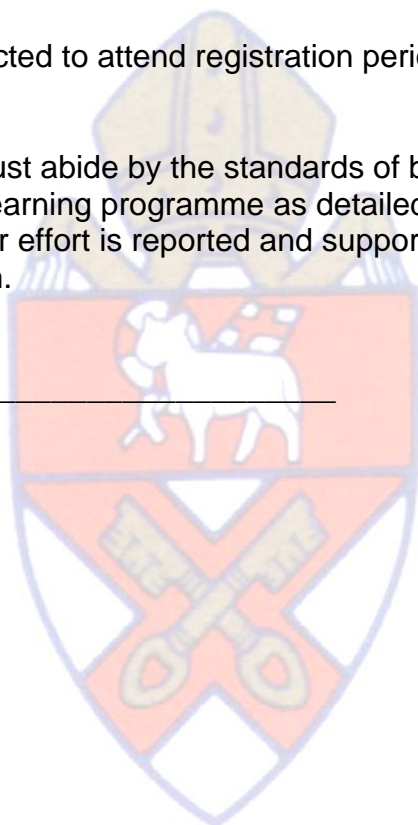 cted to attend registration perio
ust abide by the standards of b
earning programme as detailed
r effort is reported and suppor
.